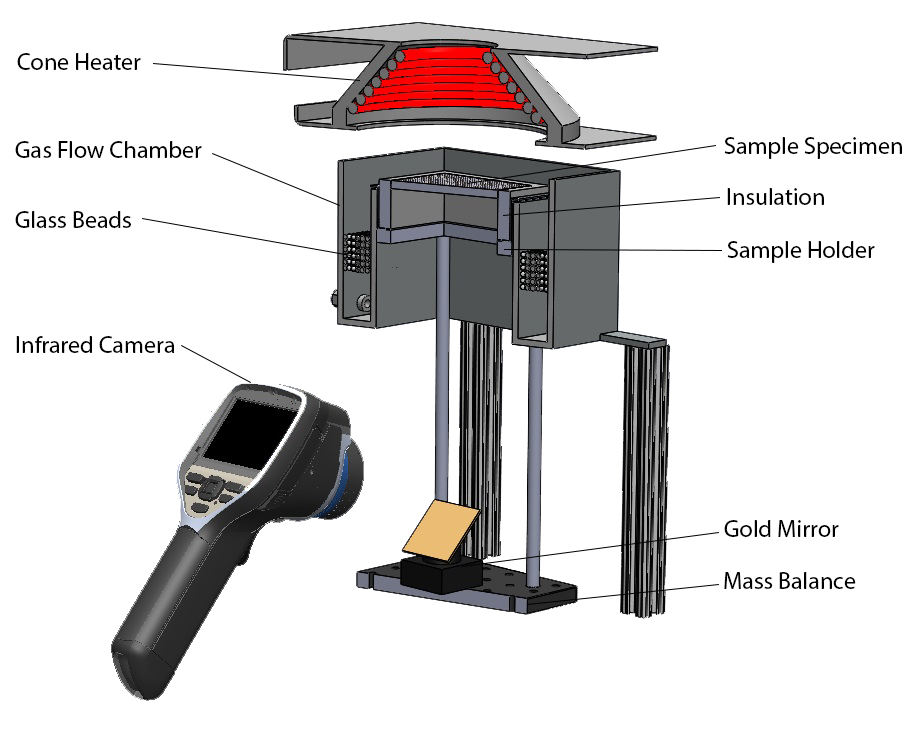 Cone Heater
Gas Flow Chamber
Glass Beads
Infrared Camera
Sample Specimen
Insulation
Sample Holder
Gold Mirror
Mass Balance